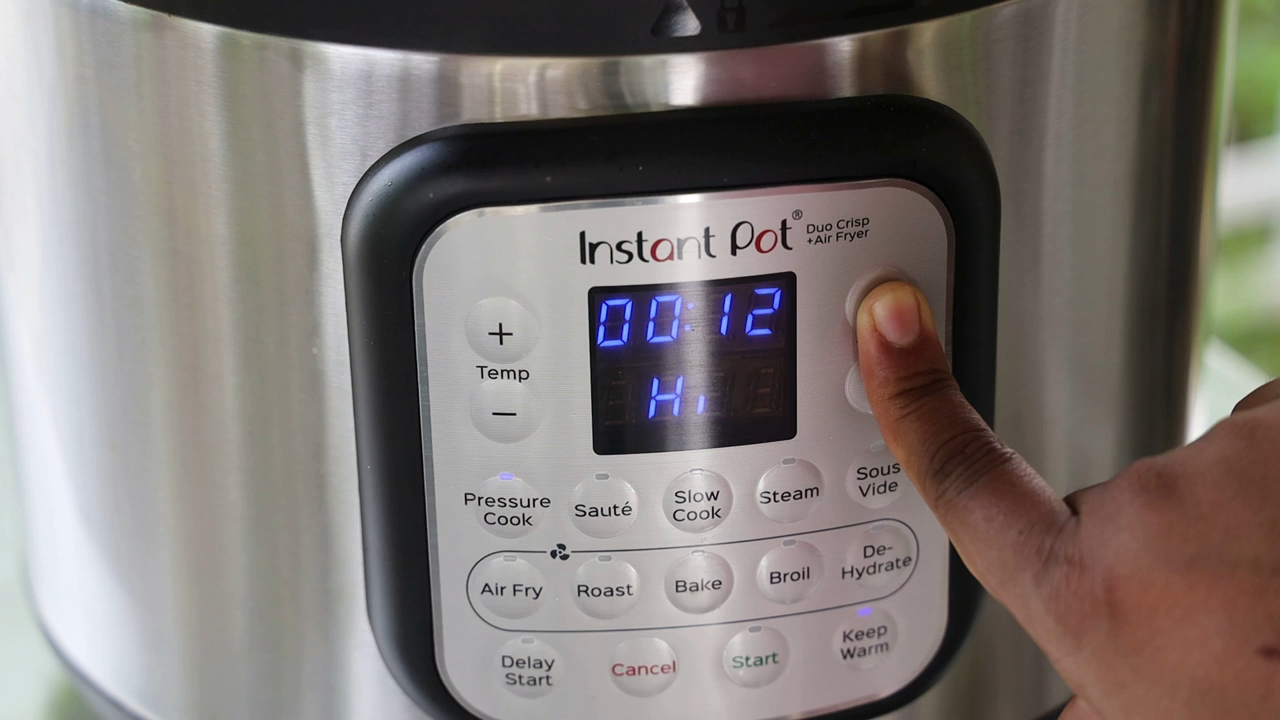 Instant Pot®
Duo Crisp
+Air Fryer
00:12
Hi
+
Temp
−
Pressure
Cook
Sauté
Slow
Cook
Steam
Sous
Vide
Air Fry
Roast
Bake
Broil
De-
Hydrate
Delay
Start
Cancel
Start
Keep
Warm